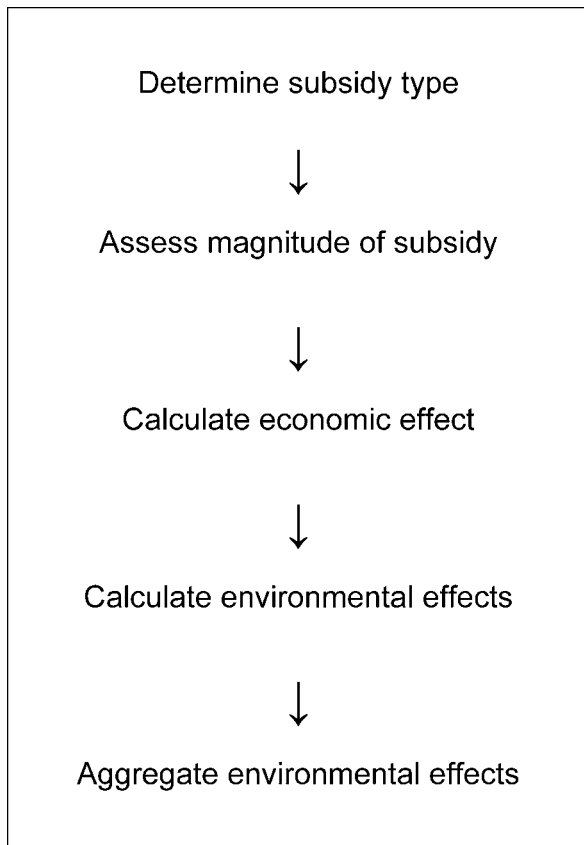 Determine subsidy type
Assess magnitude of subsidy
Calculate economic effect
Calculate environmental effects
Aggregate environmental effects